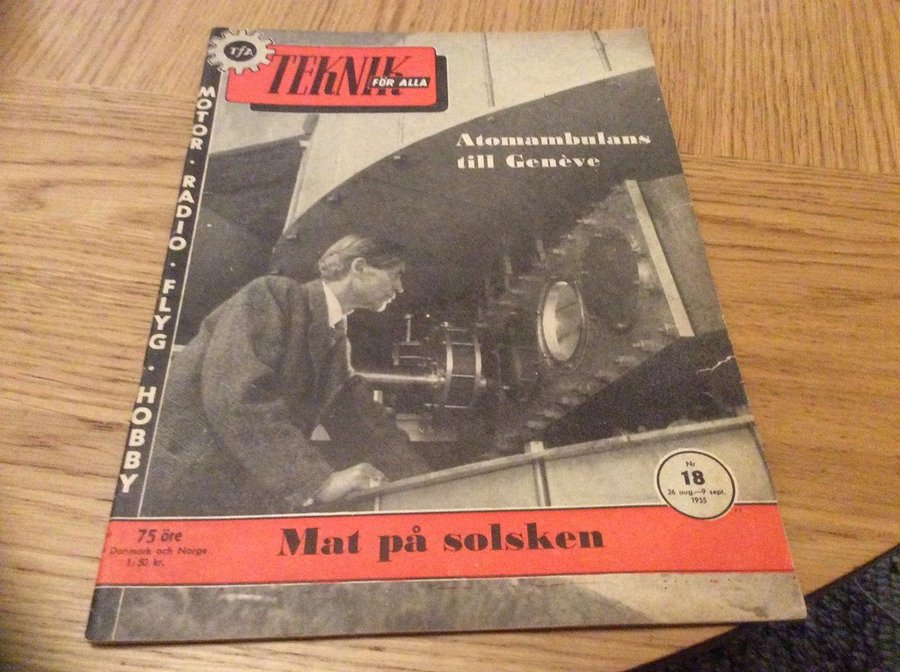 TfA
TEKNIK
FÖR ALLA
MOTOR · RADIO · FLYG · HOBBY
Atomambulans
till Genève
Nr
18
26 aug.—9 sept.
1955
75 öre
Danmark och Norge
1:50 kr.
Mat på solsken